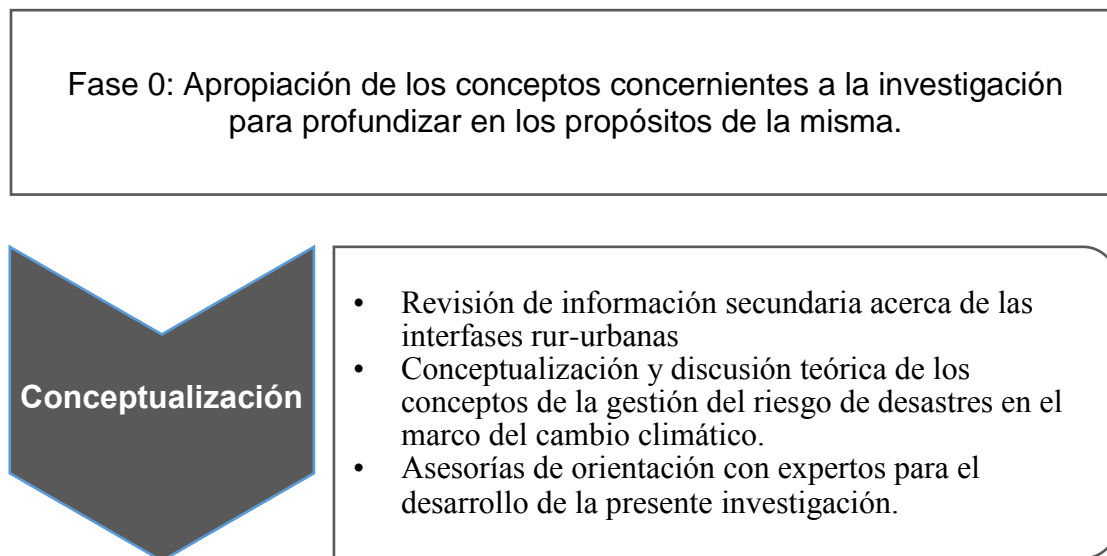 Fase 0: Apropiación de los conceptos concernientes a la investigación
para profundizar en los propósitos de la misma.
Conceptualización
• Revisión de información secundaria acerca de las
interfases rur-urbanas
• Conceptualización y discusión teórica de los
conceptos de la gestión del riesgo de desastres en el
marco del cambio climático.
• Asesorías de orientación con expertos para el
desarrollo de la presente investigación.